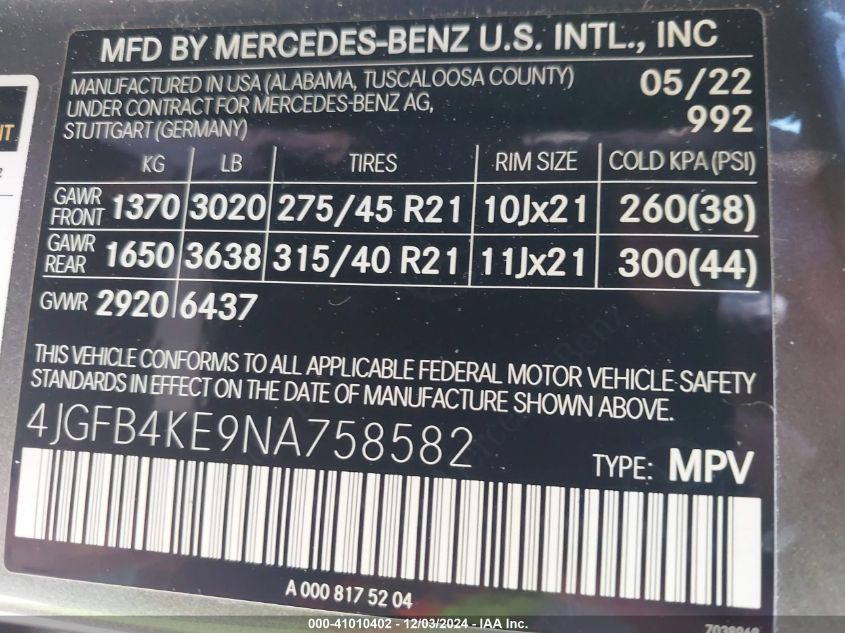 MFD BY MERCEDES-BENZ U.S. INTL., INC
MANUFACTURED IN USA (ALABAMA, TUSCALOOSA COUNTY) 05/22
UNDER CONTRACT FOR MERCEDES-BENZ AG,
STUTTGART (GERMANY) 992
KG LB TIRES RIM SIZE COLD KPA (PSI)
GAWR FRONT 1370 3020 275/45 R21 10Jx21 260(38)
GAWR REAR 1650 3638 315/40 R21 11Jx21 300(44)
GVWR 2920 6437
THIS VEHICLE CONFORMS TO ALL APPLICABLE FEDERAL MOTOR VEHICLE SAFETY
STANDARDS IN EFFECT ON THE DATE OF MANUFACTURE SHOWN ABOVE.
4JGFB4KE9NA758582
TYPE: MPV
A 000 817 52 04
000-41010402 - 12/03/2024 - IAA Inc.